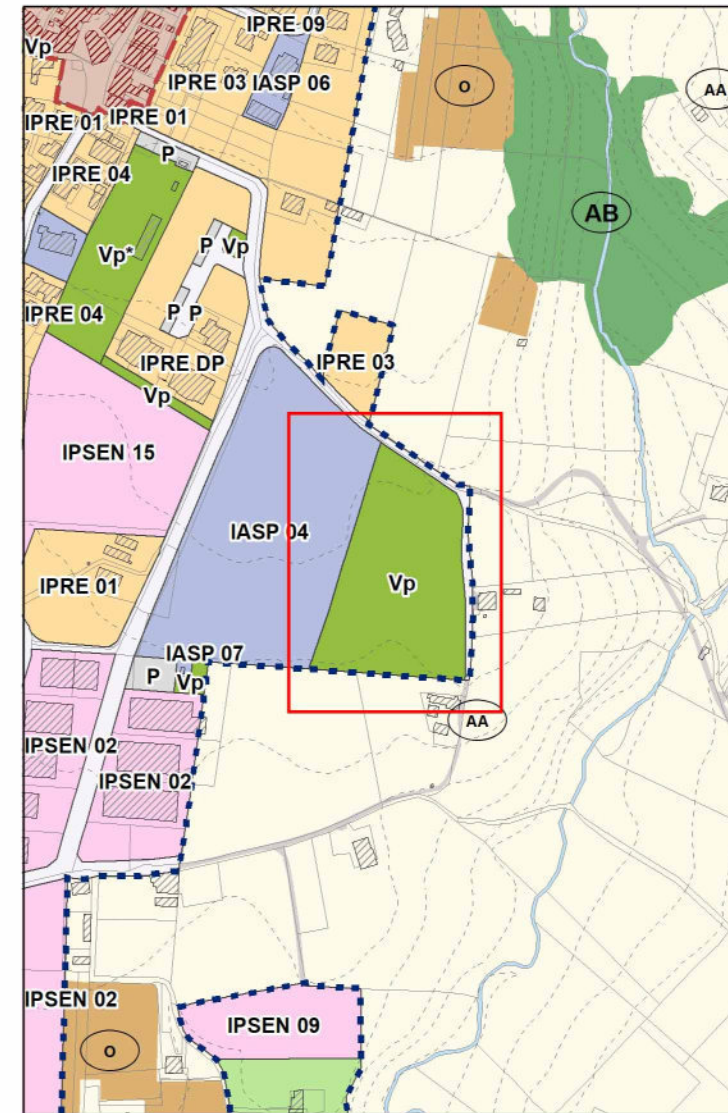 IPRE 09
Vp
IPRE 03 IASP 06
O
AA
IPRE 01 IPRE 01
P
IPRE 04
AB
Vp*
P Vp
P P
IPRE 04
IPRE DP
IPRE 03
Vp
IPSEN 15
IASP 04
IPRE 01
Vp
IASP 07
P Vp
AA
IPSEN 02
IPSEN 02
IPSEN 02
IPSEN 09
O